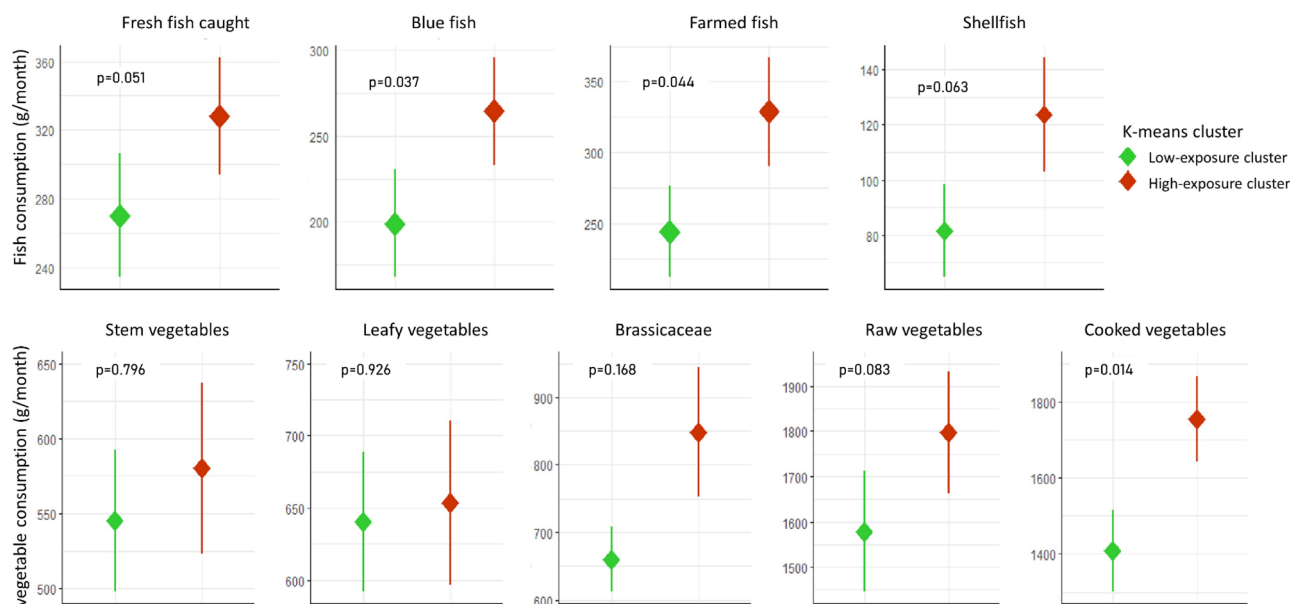 Fresh fish caught
Blue fish
Farmed fish
Shellfish
Fish consumption (g/month)
360
320
270
240
p=0.051
300
250
200
p=0.037
350
300
250
p=0.044
140
120
100
80
p=0.063
K-means cluster
Low-exposure cluster
High-exposure cluster
Stem vegetables
Leafy vegetables
Brassicaceae
Raw vegetables
Cooked vegetables
vegetable consumption (g/month)
650
600
550
500
p=0.796
750
700
650
600
p=0.926
900
800
700
600
p=0.168
1900
1800
1700
1600
1500
p=0.083
1800
1600
1400
p=0.014